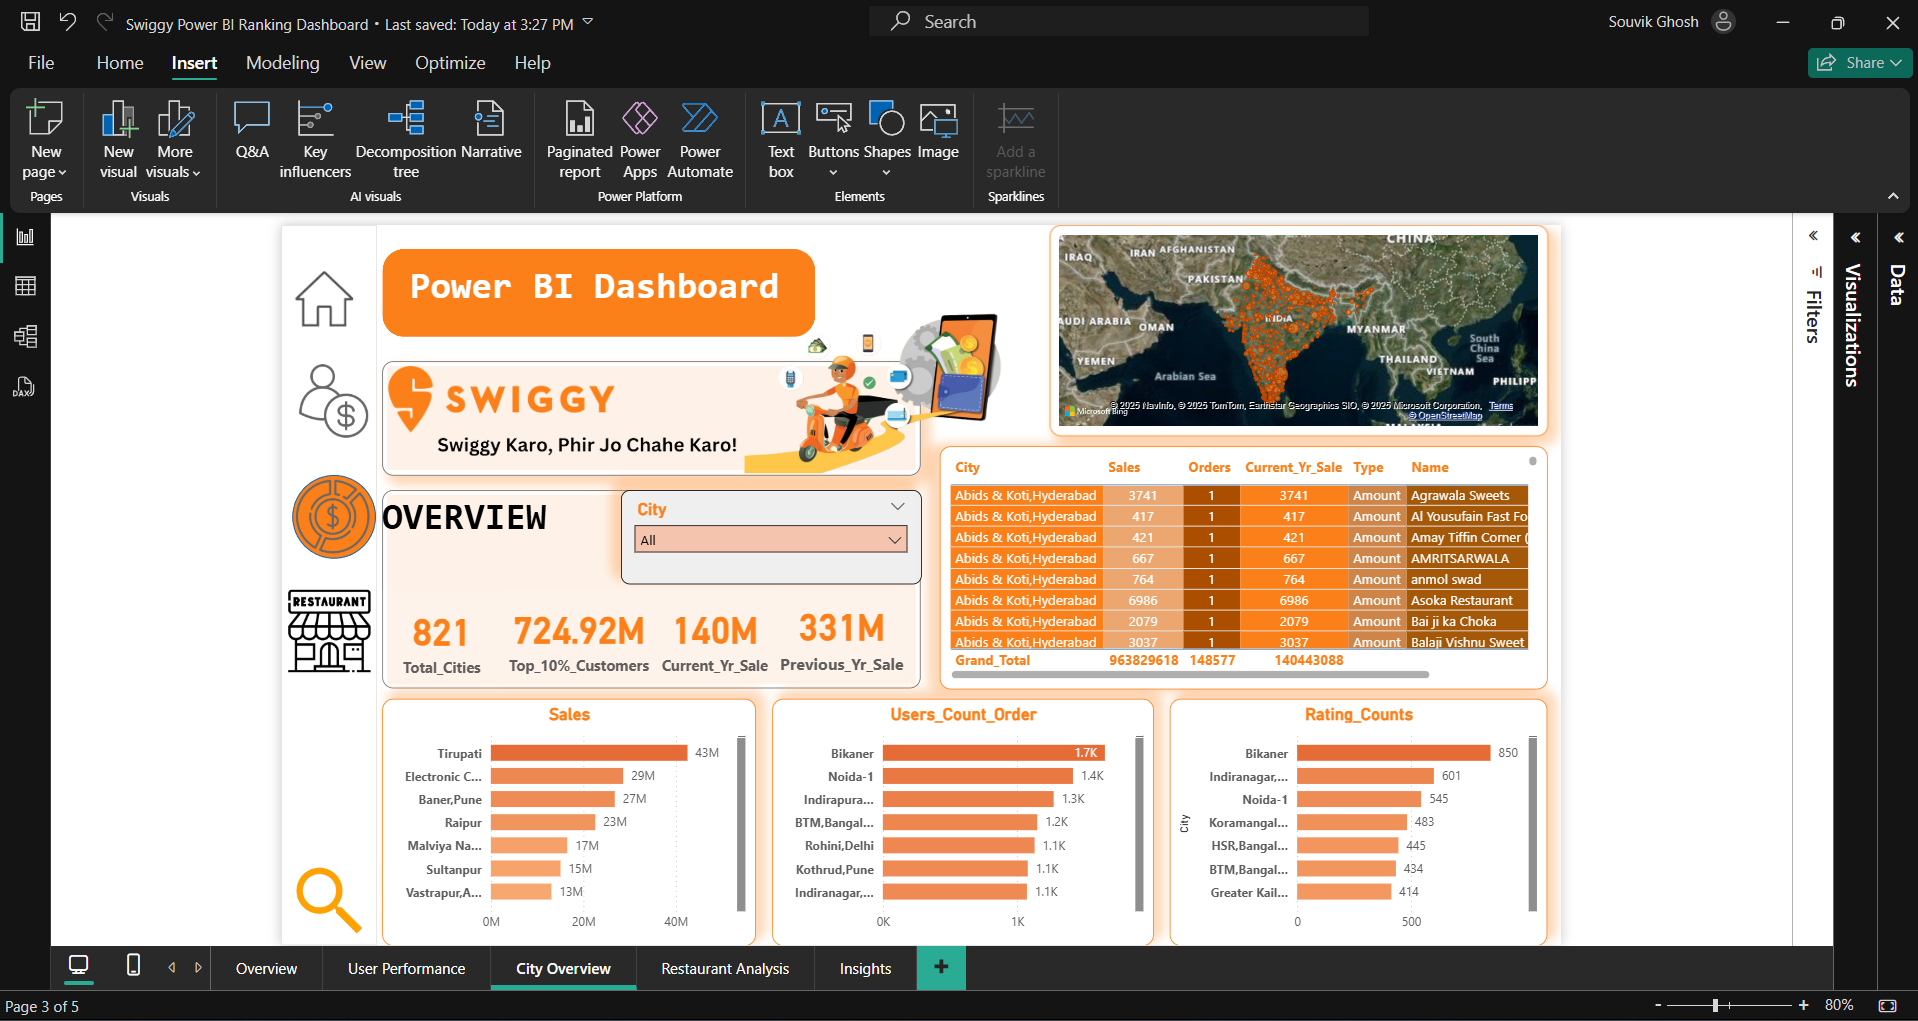 Swiggy Power BI Ranking Dashboard • Last saved: Today at 3:27 PM
Search
Souvik Ghosh
File Home Insert Modeling View Optimize Help
Share
New page
New visual
More visuals
Q&A
Key influencers
Decomposition tree
Narrative
Paginated report
Power Apps
Power Automate
Text box
Buttons
Shapes
Image
Add a sparkline
Pages
Visuals
AI visuals
Power Platform
Elements
Sparklines
DAX
Filters
Visualizations
Data
Power BI Dashboard
SWIGGY
Swiggy Karo, Phir Jo Chahe Karo!
CHINA
IRAQ
IRAN
AFGHANISTAN
PAKISTAN
AUDI ARABIA
OMAN
INDIA
MYANMAR
YEMEN
THAILAND
South China Sea
VIETNAM
Arabian Sea
PHILIPP
Microsoft Bing
© 2025 NavInfo, © 2025 TomTom, Earthstar Geographics SIO, © 2025 Microsoft Corporation, Terms
© OpenStreetMap
MALAYSIA
OVERVIEW
City
All
821
Total_Cities
724.92M
Top_10%_Customers
140M
Current_Yr_Sale
331M
Previous_Yr_Sale
RESTAURANT
City Sales Orders Current_Yr_Sale Type Name
Abids & Koti,Hyderabad 3741 1 3741 Amount Agrawala Sweets
Abids & Koti,Hyderabad 417 1 417 Amount Al Yousufain Fast Fo
Abids & Koti,Hyderabad 421 1 421 Amount Amay Tiffin Corner (
Abids & Koti,Hyderabad 667 1 667 Amount AMRITSARWALA
Abids & Koti,Hyderabad 764 1 764 Amount anmol swad
Abids & Koti,Hyderabad 6986 1 6986 Amount Asoka Restaurant
Abids & Koti,Hyderabad 2079 1 2079 Amount Bai ji ka Choka
Abids & Koti,Hyderabad 3037 1 3037 Amount Balaji Vishnu Sweet
Grand_Total 963829618 148577 140443088
Sales
Tirupati 43M
Electronic C... 29M
Baner,Pune 27M
Raipur 23M
Malviya Na... 17M
Sultanpur 15M
Vastrapur,A... 13M
0M 20M 40M
Users_Count_Order
Bikaner 1.7K
Noida-1 1.4K
Indirapura... 1.3K
BTM,Bangal... 1.2K
Rohini,Delhi 1.1K
Kothrud,Pune 1.1K
Indiranagar,... 1.1K
0K 1K
Rating_Counts
City
Bikaner 850
Indiranagar,... 601
Noida-1 545
Koramangal... 483
HSR,Bangal... 445
BTM,Bangal... 434
Greater Kail... 414
0 500
Overview
User Performance
City Overview
Restaurant Analysis
Insights
+
Page 3 of 5
- + 80%